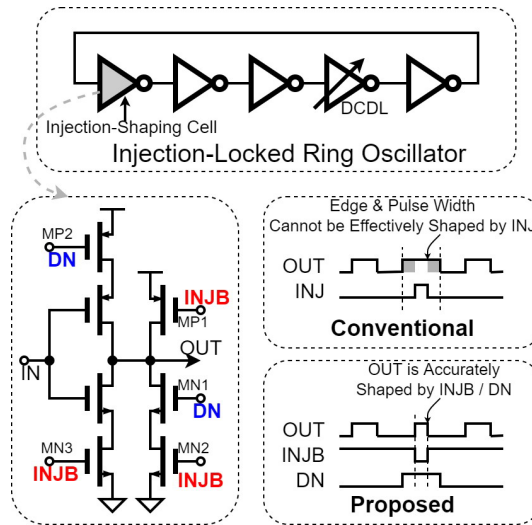 DCDL
Injection-Shaping Cell
Injection-Locked Ring Oscillator
MP2
DN
INJB
MP1
OUT
IN
MN1
DN
MN3
INJB
MN2
INJB
Edge & Pulse Width
Cannot be Effectively Shaped by INJ
OUT
INJ
Conventional
OUT is Accurately
Shaped by INJB / DN
OUT
INJB
DN
Proposed